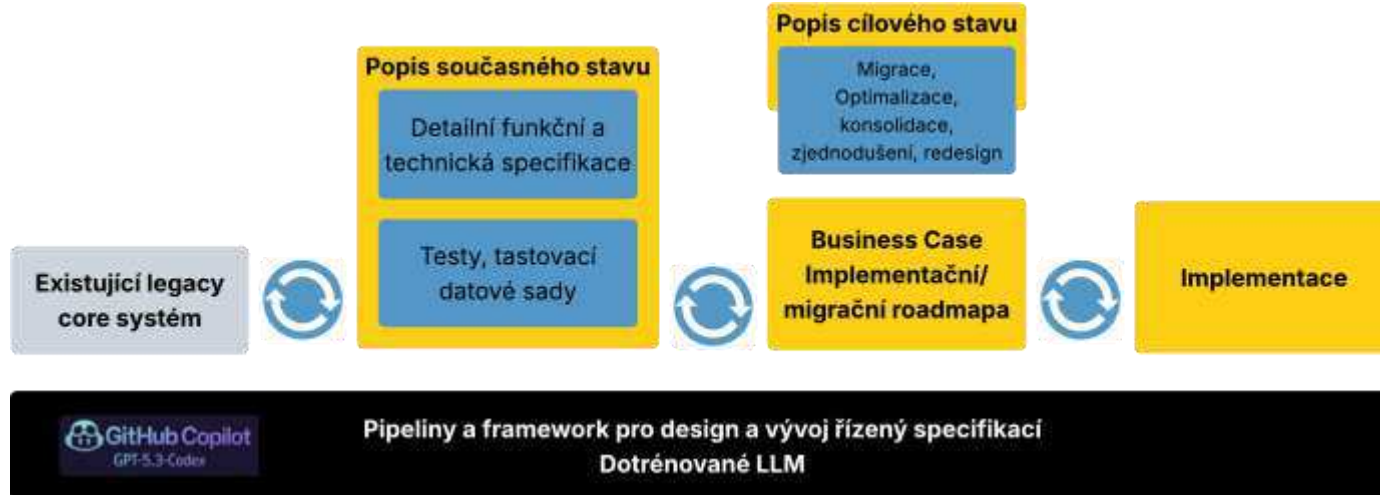 Existující legacy
core systém
Popis současného stavu
Detailní funkční a
technická specifikace
Testy, tastovací
datové sady
Popis cílového stavu
Migrace,
Optimalizace,
konsolidace,
zjednodušení, redesign
Business Case
Implementační/
migrační roadmapa
Implementace
GitHub Copilot
GPT-5.3-Codex
Pipeliny a framework pro design a vývoj řízený specifikací
Dotrénované LLM